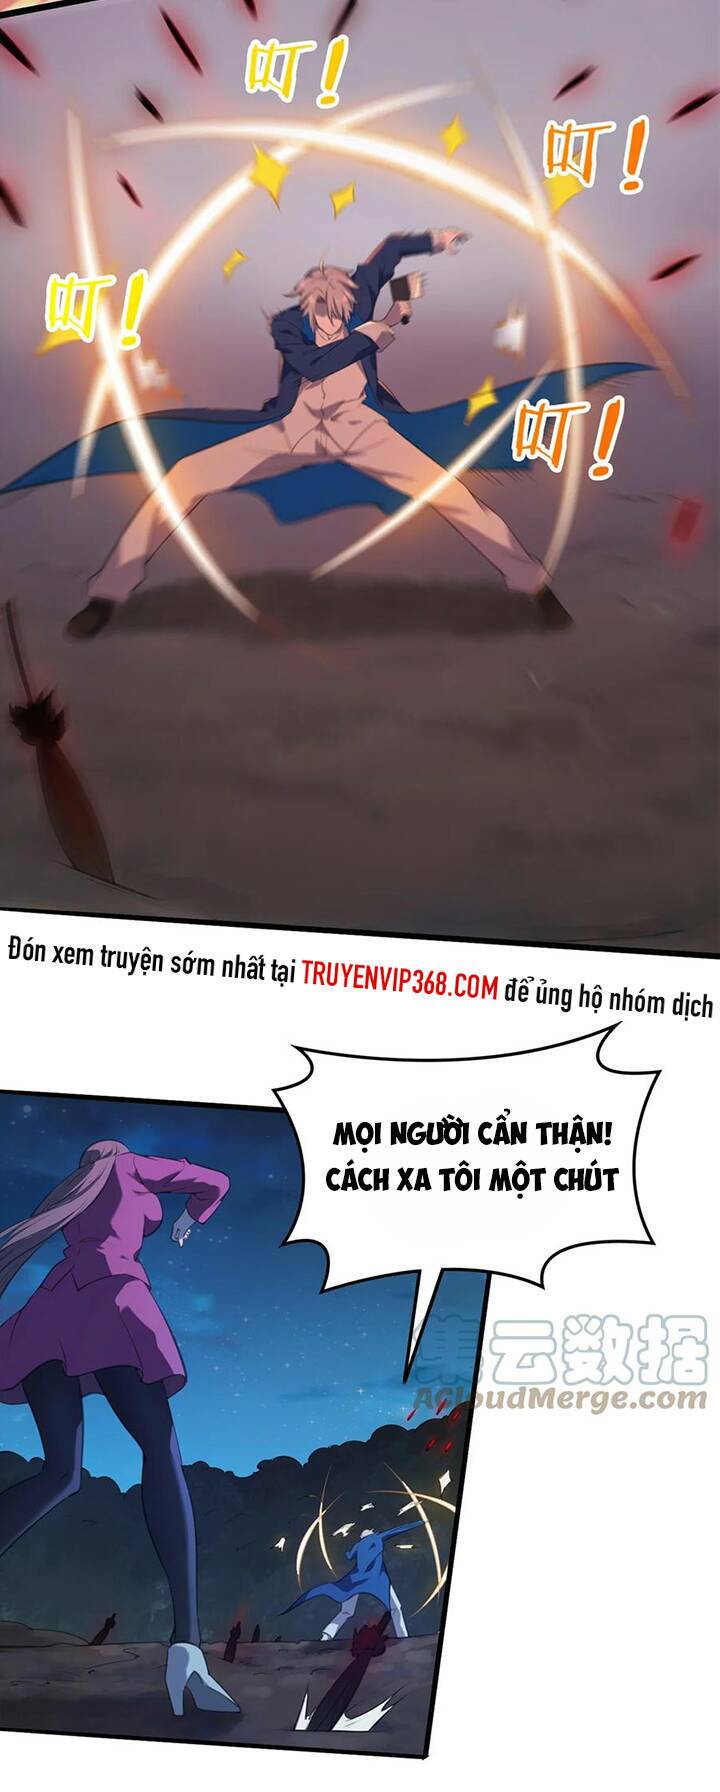 叮！
叮！
叮！
叮！
Đón xem truyện sớm nhất tại TRUYENVIP368.COM để ủng hộ nhóm dịch
MỌI NGƯỜI CẨN THẬN!
CÁCH XA TÔI MỘT CHÚT
集云数据
ACloudMerge.com